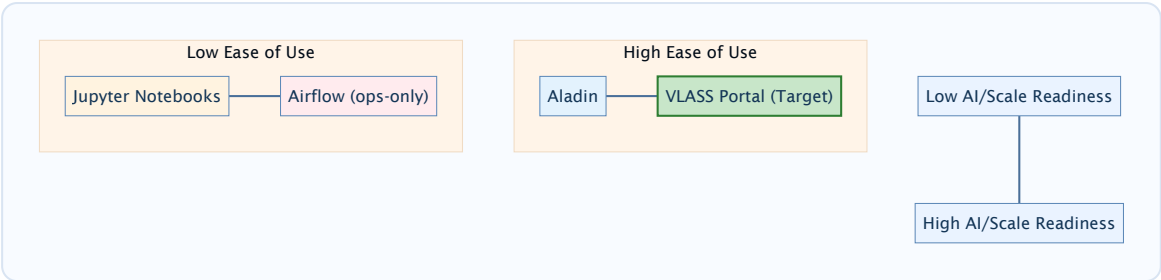 Low Ease of Use
Jupyter Notebooks
Airflow (ops-only)
High Ease of Use
Aladin
VLASS Portal (Target)
Low AI/Scale Readiness
High AI/Scale Readiness